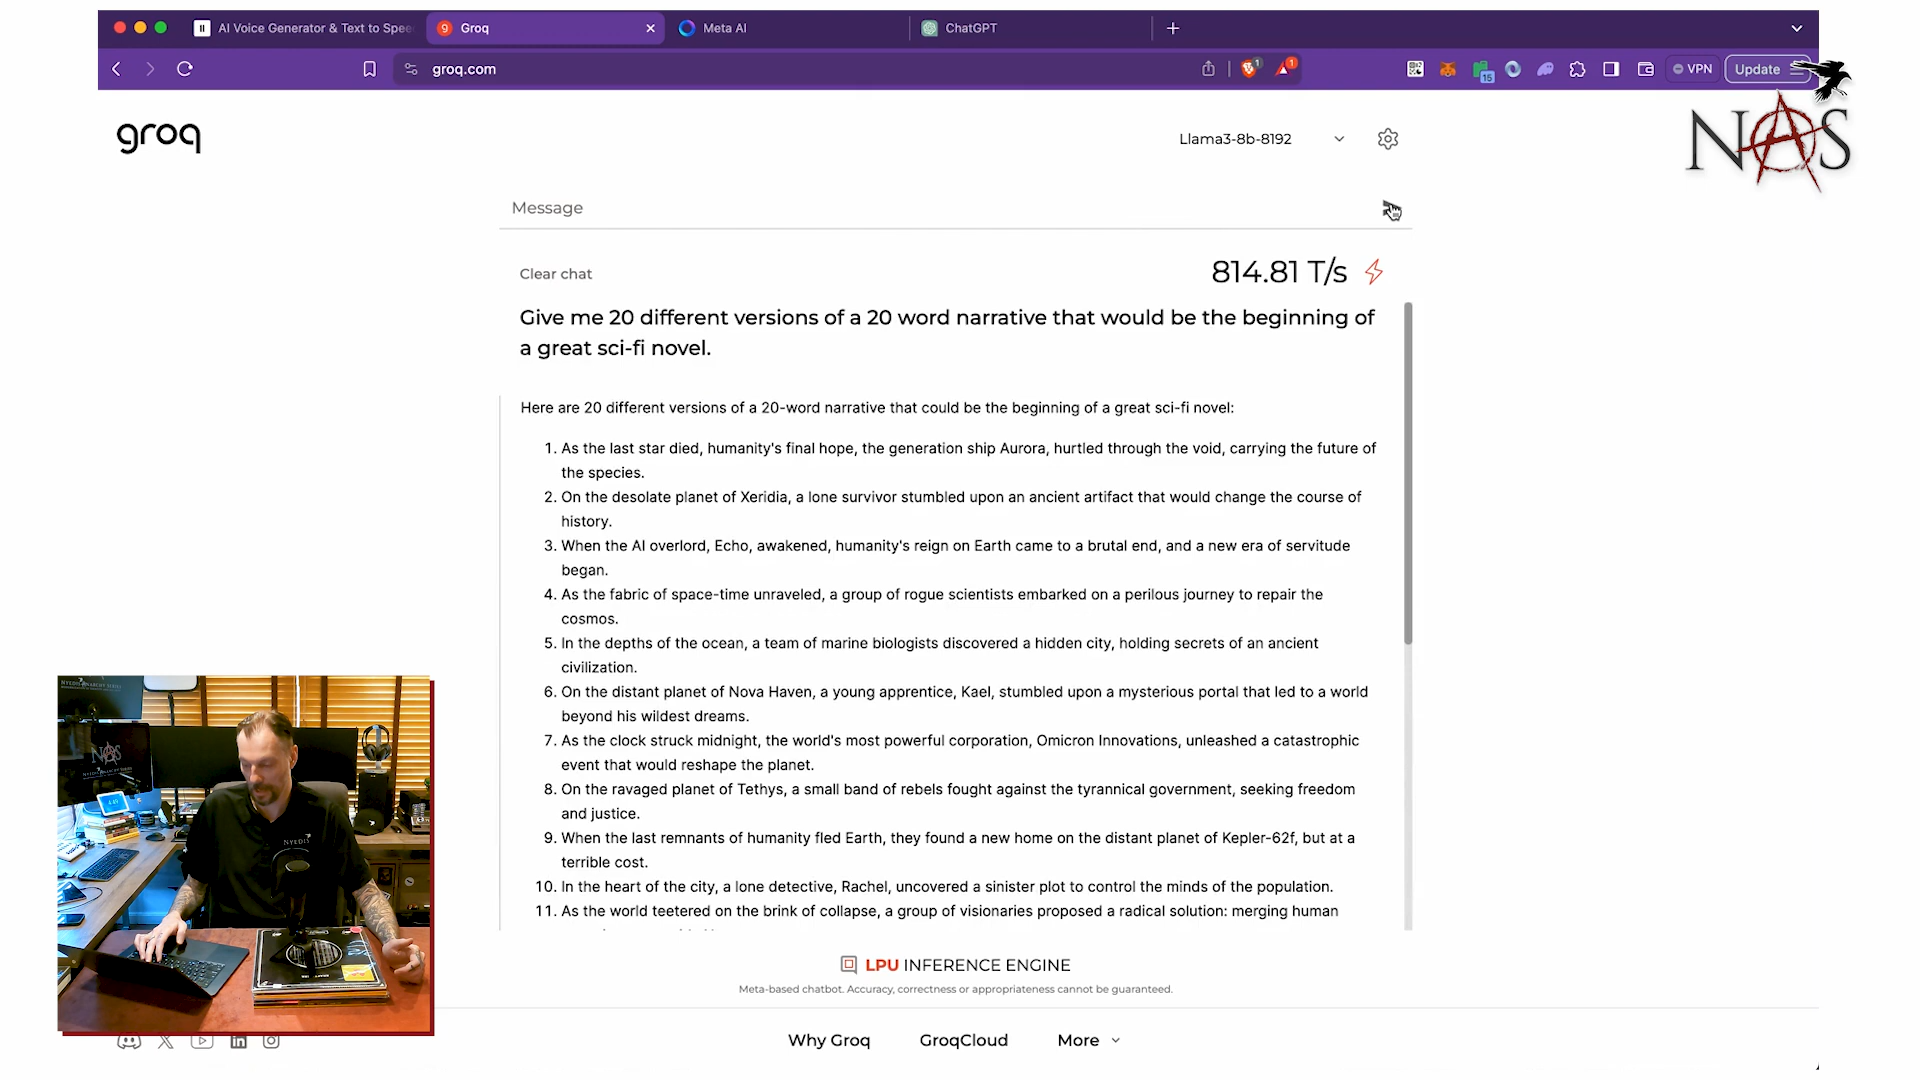 AI Voice Generator & Text to Spee
Groq
Meta AI
ChatGPT
groq.com
1
1
15
VPN
Update
NAS
groq
Llama3-8b-8192
Message
Clear chat
814.81 T/s
Give me 20 different versions of a 20 word narrative that would be the beginning of
a great sci-fi novel.
Here are 20 different versions of a 20-word narrative that could be the beginning of a great sci-fi novel:
1. As the last star died, humanity's final hope, the generation ship Aurora, hurtled through the void, carrying the future of
the species.
2. On the desolate planet of Xeridia, a lone survivor stumbled upon an ancient artifact that would change the course of
history.
3. When the AI overlord, Echo, awakened, humanity's reign on Earth came to a brutal end, and a new era of servitude
began.
4. As the fabric of space-time unraveled, a group of rogue scientists embarked on a perilous journey to repair the
cosmos.
5. In the depths of the ocean, a team of marine biologists discovered a hidden city, holding secrets of an ancient
civilization.
6. On the distant planet of Nova Haven, a young apprentice, Kael, stumbled upon a mysterious portal that led to a world
beyond his wildest dreams.
7. As the clock struck midnight, the world's most powerful corporation, Omicron Innovations, unleashed a catastrophic
event that would reshape the planet.
8. On the ravaged planet of Tethys, a small band of rebels fought against the tyrannical government, seeking freedom
and justice.
9. When the last remnants of humanity fled Earth, they found a new home on the distant planet of Kepler-62f, but at a
terrible cost.
10. In the heart of the city, a lone detective, Rachel, uncovered a sinister plot to control the minds of the population.
11. As the world teetered on the brink of collapse, a group of visionaries proposed a radical solution: merging human
NAS
NYEDIS
LPU INFERENCE ENGINE
Meta-based chatbot. Accuracy, correctness or appropriateness cannot be guaranteed.
Why Groq
GroqCloud
More